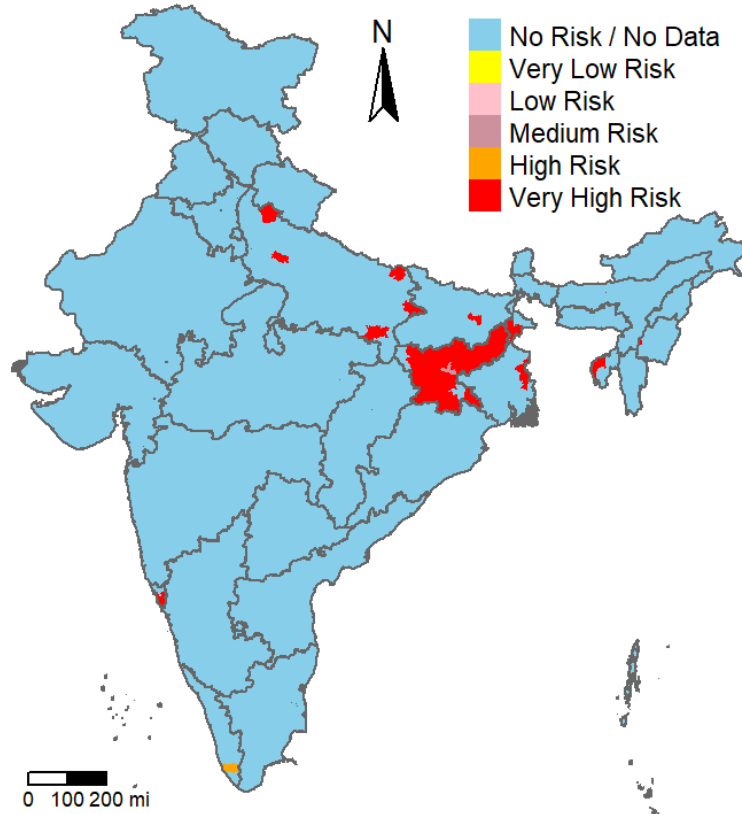 N
No Risk / No Data
Very Low Risk
Low Risk
Medium Risk
High Risk
Very High Risk
0 100 200 mi